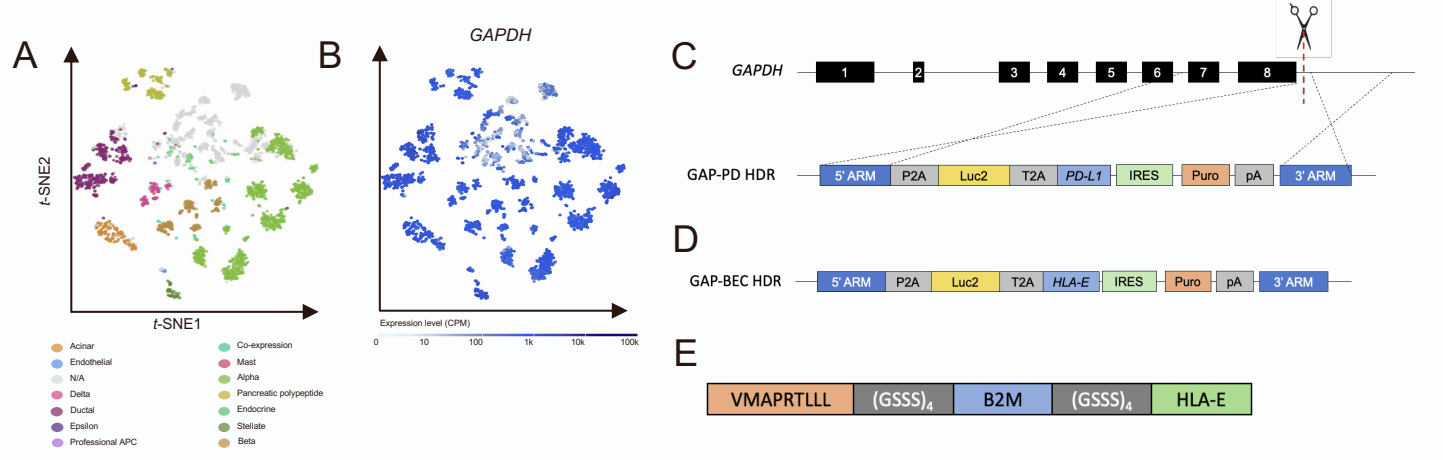 A
t-SNE2
t-SNE1
Acinar
Endothelial
N/A
Delta
Ductal
Epsilon
Professional APC
Co-expression
Mast
Alpha
Pancreatic polypeptide
Endocrine
Stellate
Beta
B
GAPDH
Expression level (CPM)
0 10 100 1k 10k 100k
C
GAPDH 1 2 3 4 5 6 7 8
GAP-PD HDR 5' ARM P2A Luc2 T2A PD-L1 IRES Puro pA 3' ARM
D
GAP-BEC HDR 5' ARM P2A Luc2 T2A HLA-E IRES Puro pA 3' ARM
E
VMAPRTLLL (GSSS)4 B2M (GSSS)4 HLA-E